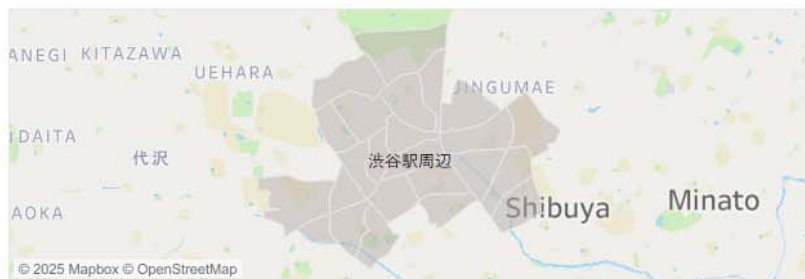 ANEGI KITAZAWA
UEHARA
JINGUMAE
DAITA
代沢
渋谷駅周辺
AOKA
Shibuya
Minato
© 2025 Mapbox © OpenStreetMap